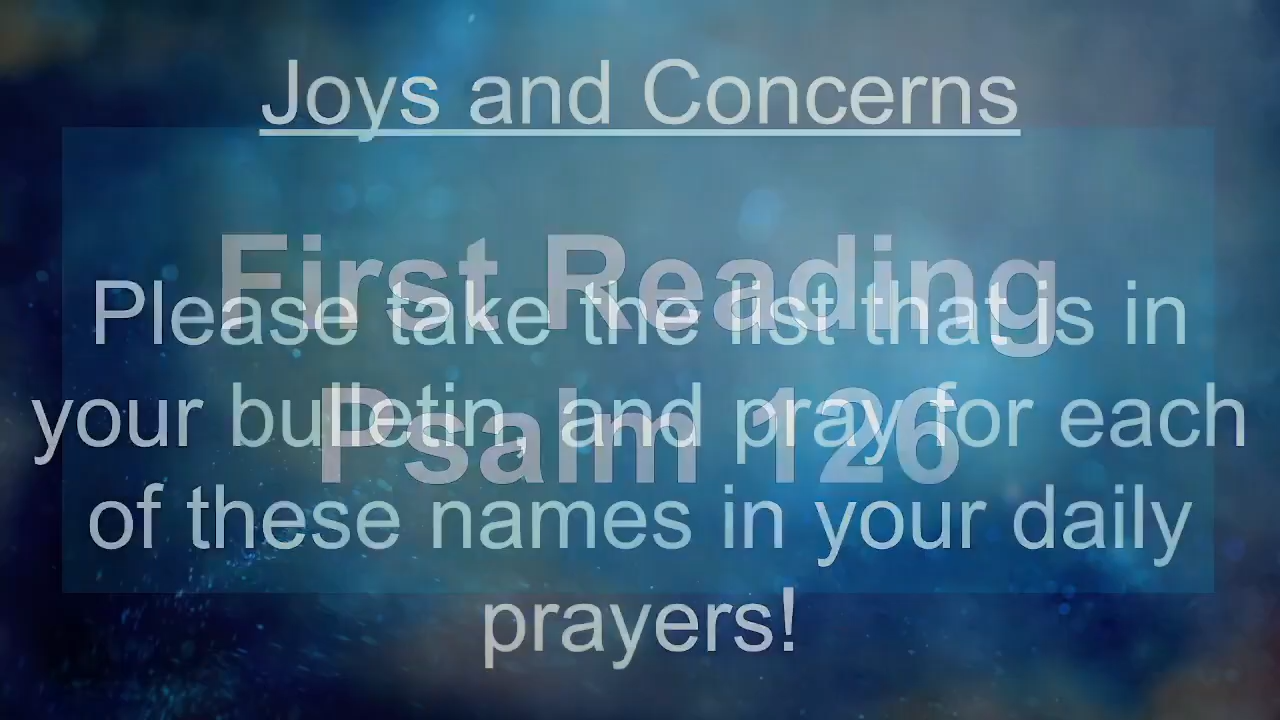 Joys and Concerns
First Reading
Please take the list that is in
Psalm 126
your bulletin, and pray for each
of these names in your daily
prayers!